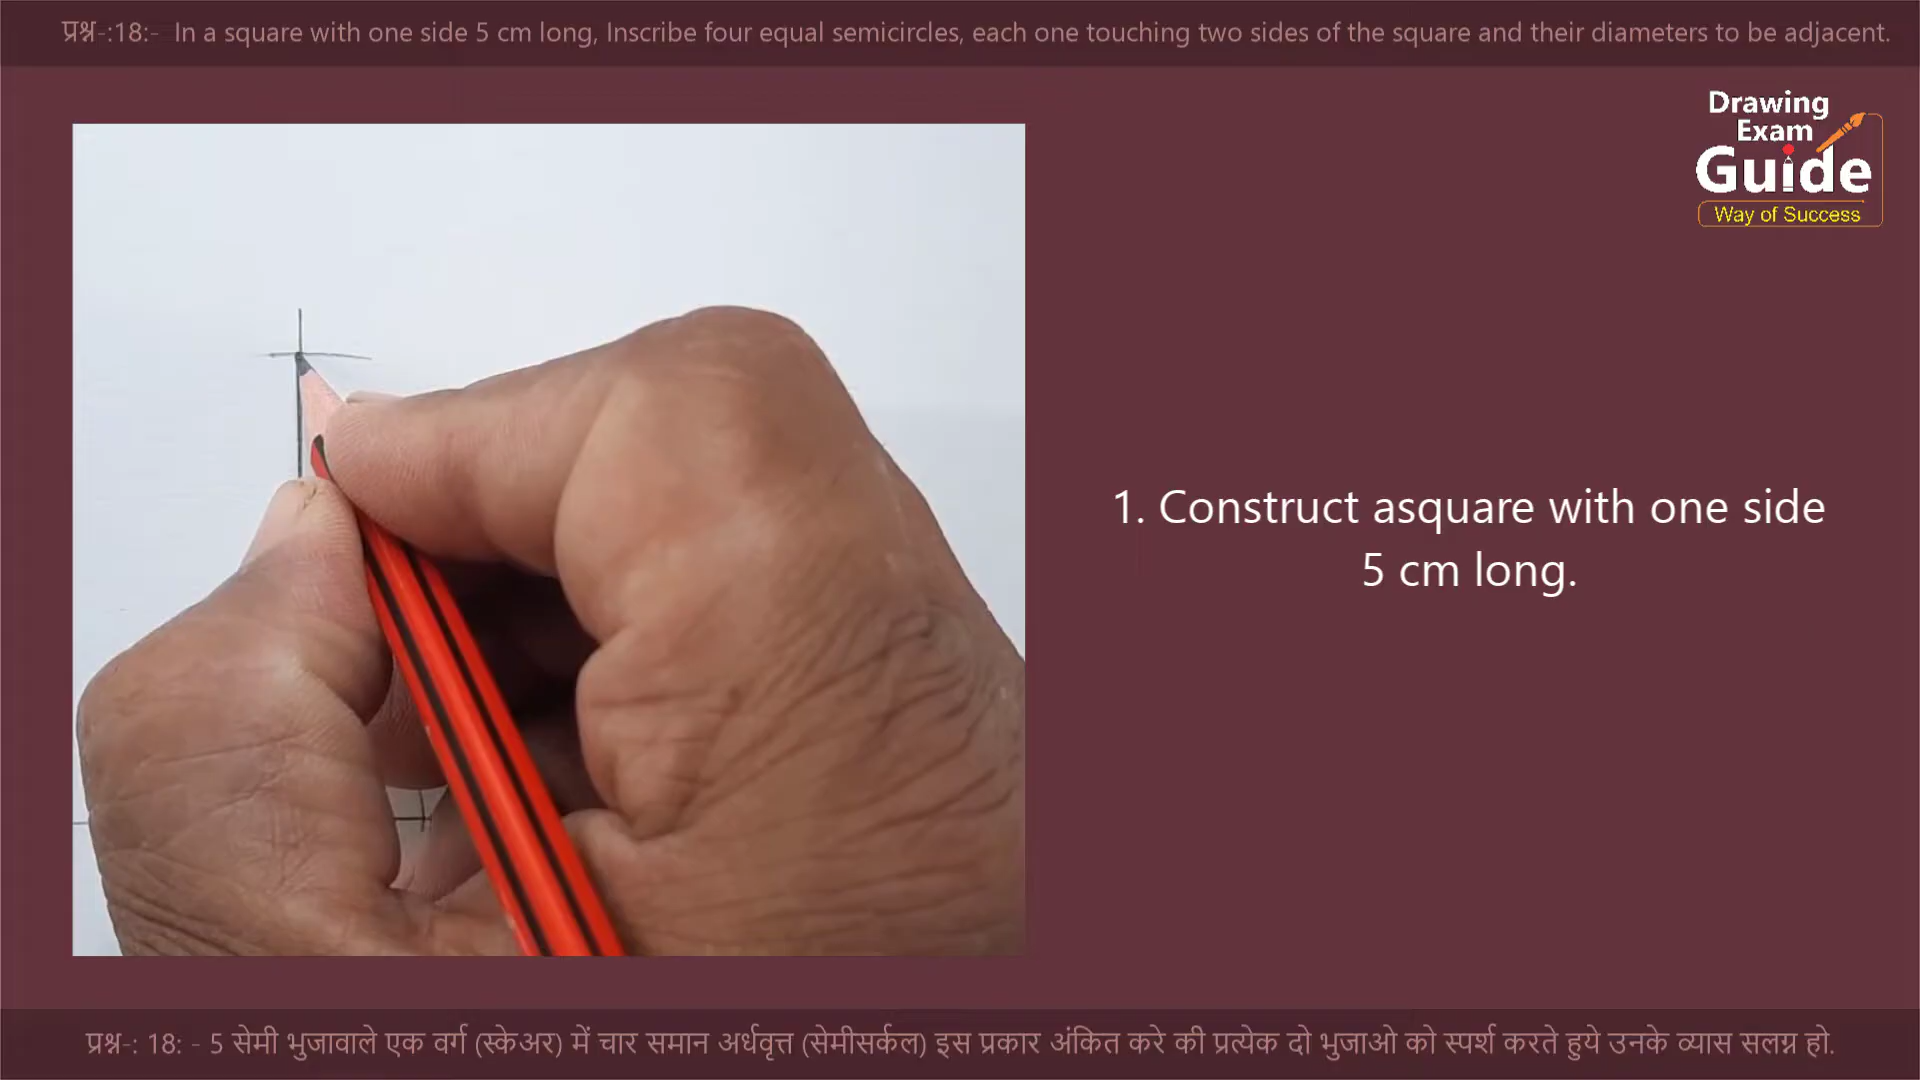 प्रश्न-:18:- In a square with one side 5 cm long, Inscribe four equal semicircles, each one touching two sides of the square and their diameters to be adjacent.
Drawing
Exam
Guide
Way of Success
1. Construct asquare with one side
5 cm long.
प्रश्न-: 18: - 5 सेमी भुजावाले एक वर्ग (स्केअर) में चार समान अर्धवृत्त (सेमीसर्कल) इस प्रकार अंकित करे की प्रत्येक दो भुजाओ को स्पर्श करते हुये उनके व्यास सलग्न हो.